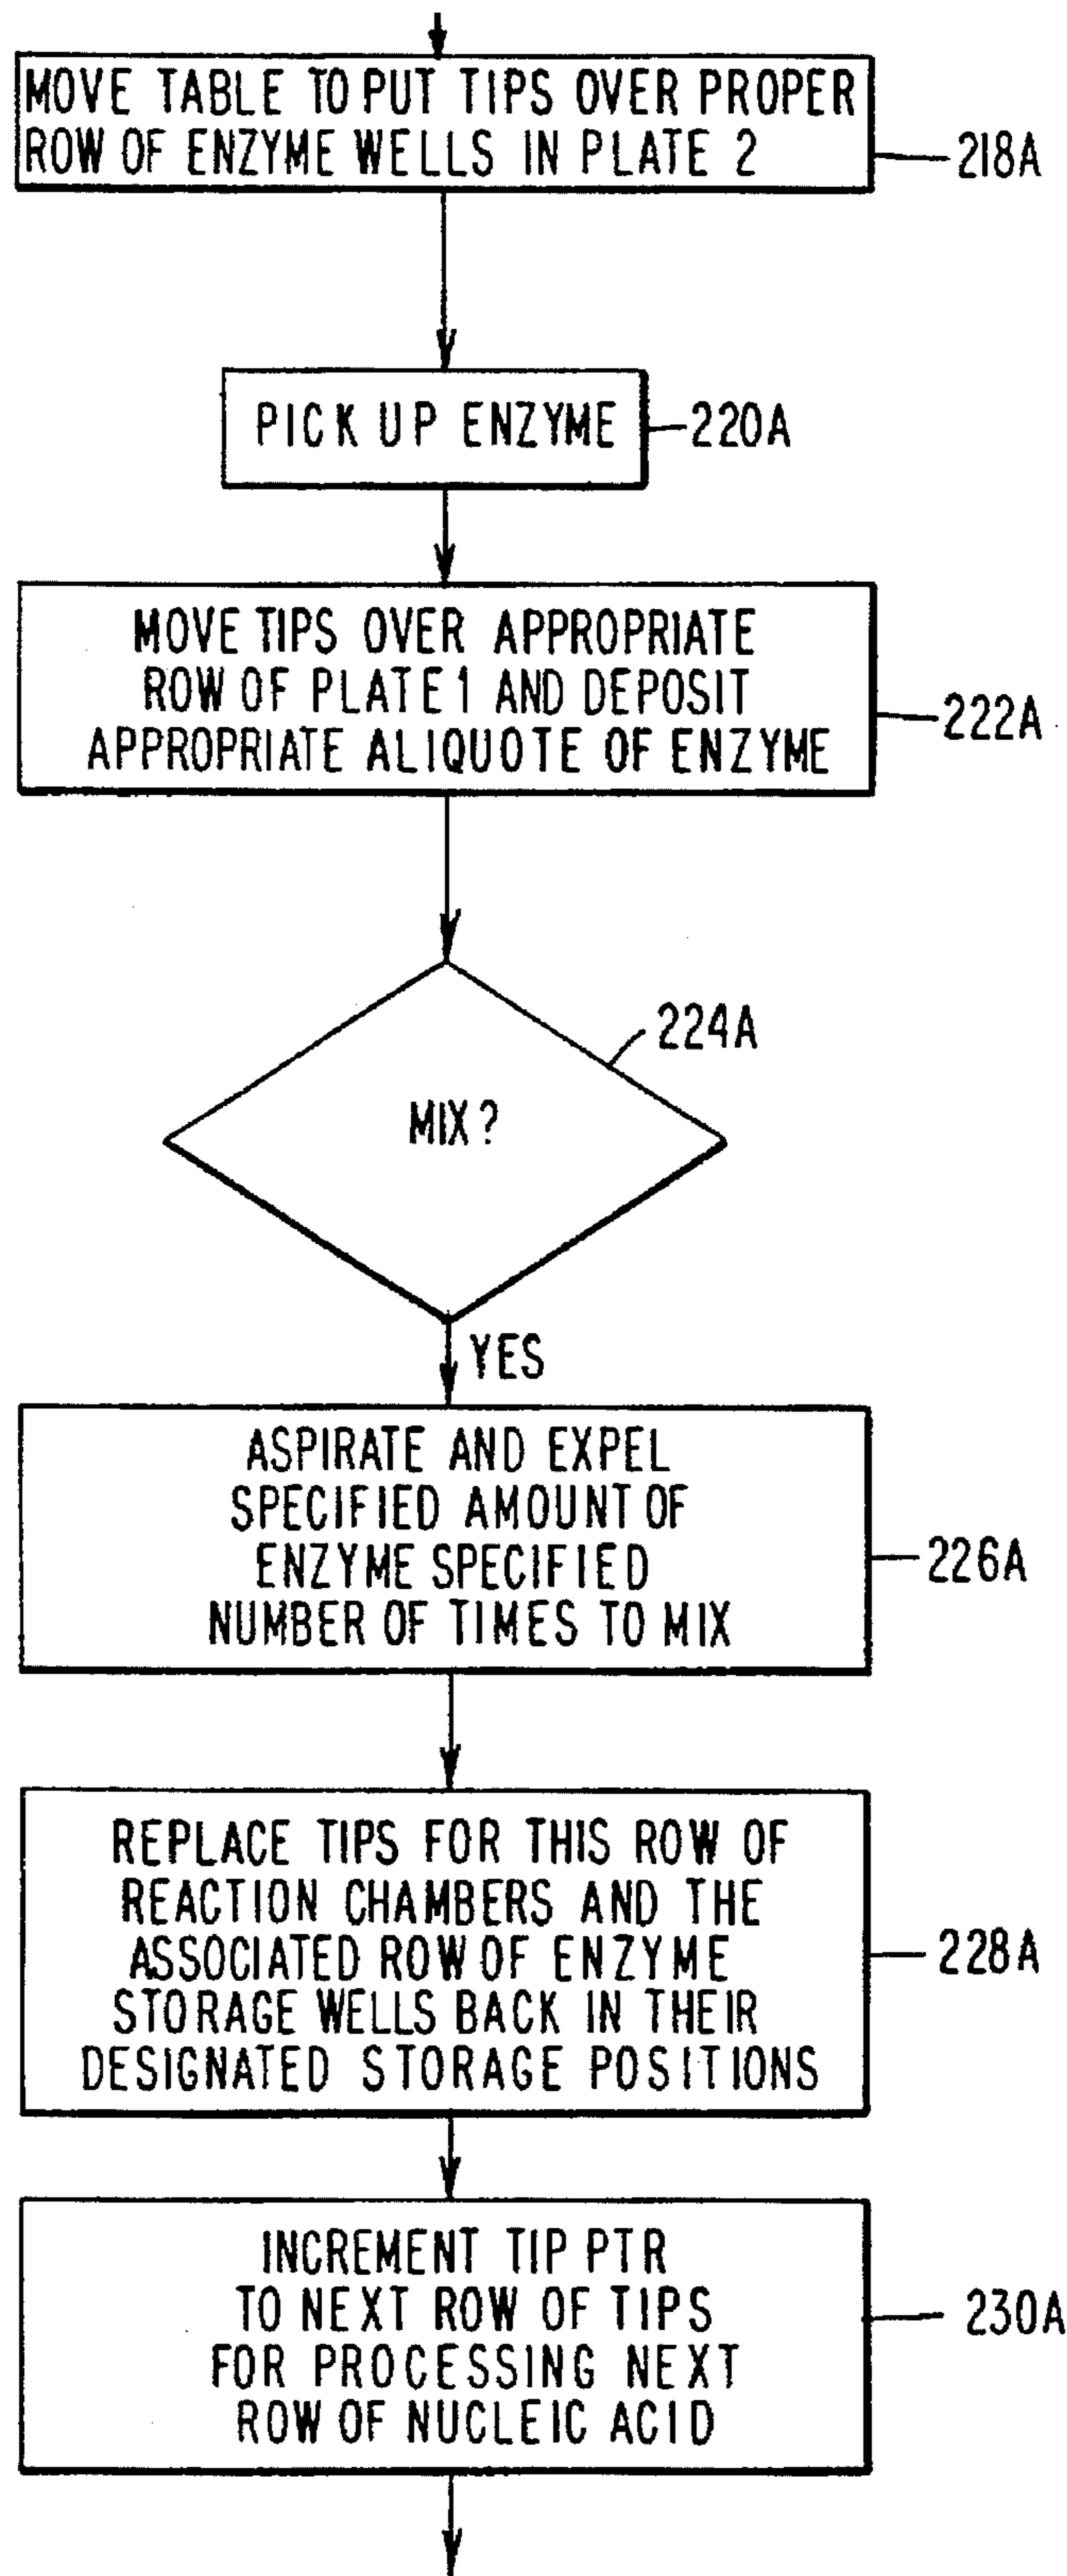 MOVE TABLE TO PUT TIPS OVER PROPER
ROW OF ENZYME WELLS IN PLATE 2
218A
PICK UP ENZYME
220A
MOVE TIPS OVER APPROPRIATE
ROW OF PLATE 1 AND DEPOSIT
APPROPRIATE ALIQUOTE OF ENZYME
222A
224A
MIX?
YES
ASPIRATE AND EXPEL
SPECIFIED AMOUNT OF
ENZYME SPECIFIED
NUMBER OF TIMES TO MIX
226A
REPLACE TIPS FOR THIS ROW OF
REACTION CHAMBERS AND THE
ASSOCIATED ROW OF ENZYME
STORAGE WELLS BACK IN THEIR
DESIGNATED STORAGE POSITIONS
228A
INCREMENT TIP PTR
TO NEXT ROW OF TIPS
FOR PROCESSING NEXT
ROW OF NUCLEIC ACID
230A